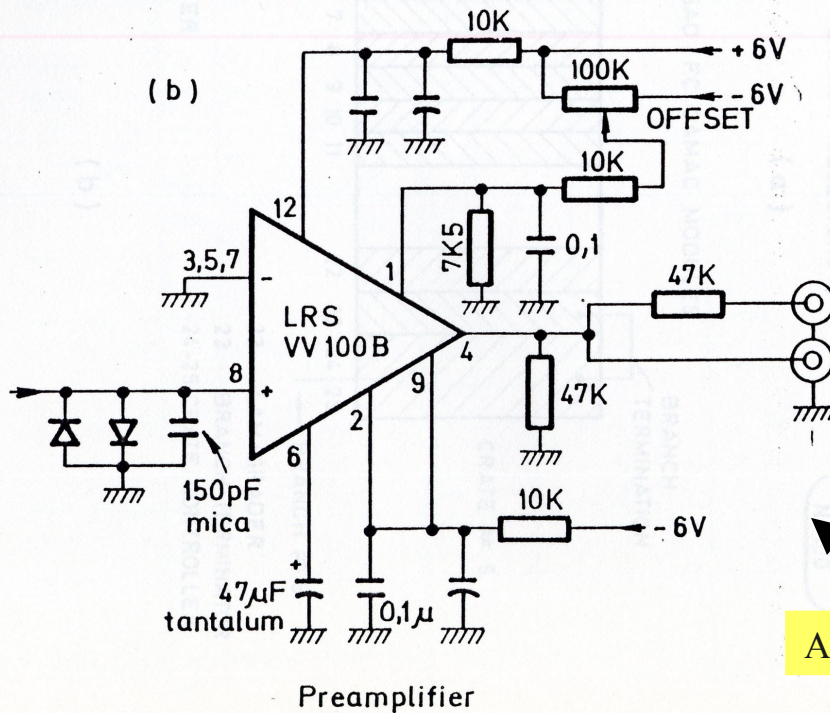 (b)
10K
+6V
100K
-6V
OFFSET
10K
12
1
7K5
0,1
3,5,7
-
LRS
VV 100 B
47K
4
8
+
9
2
6
47K
150pF
mica
10K
-6V
+
47µF
tantalum
0,1µ
A
Preamplifier